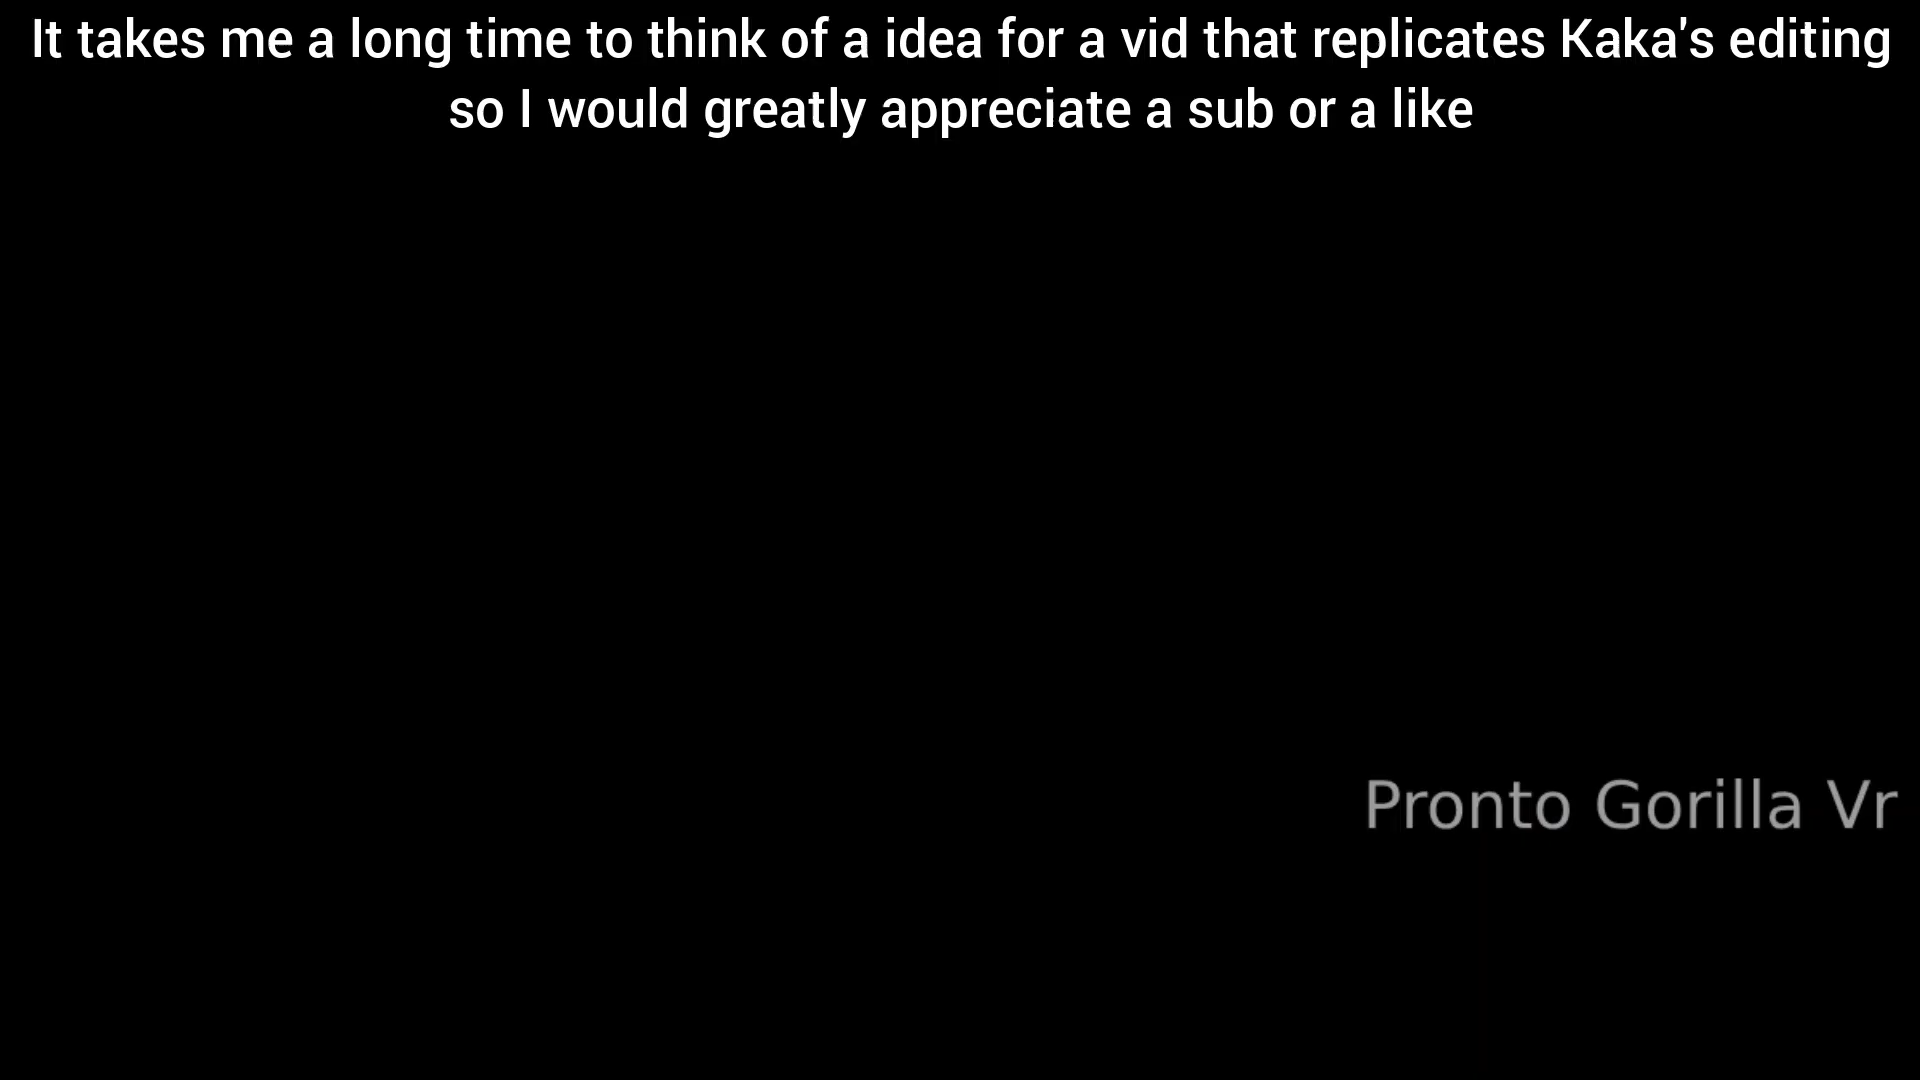 It takes me a long time to think of a idea for a vid that replicates Kaka's editing
so I would greatly appreciate a sub or a like
Pronto Gorilla Vr